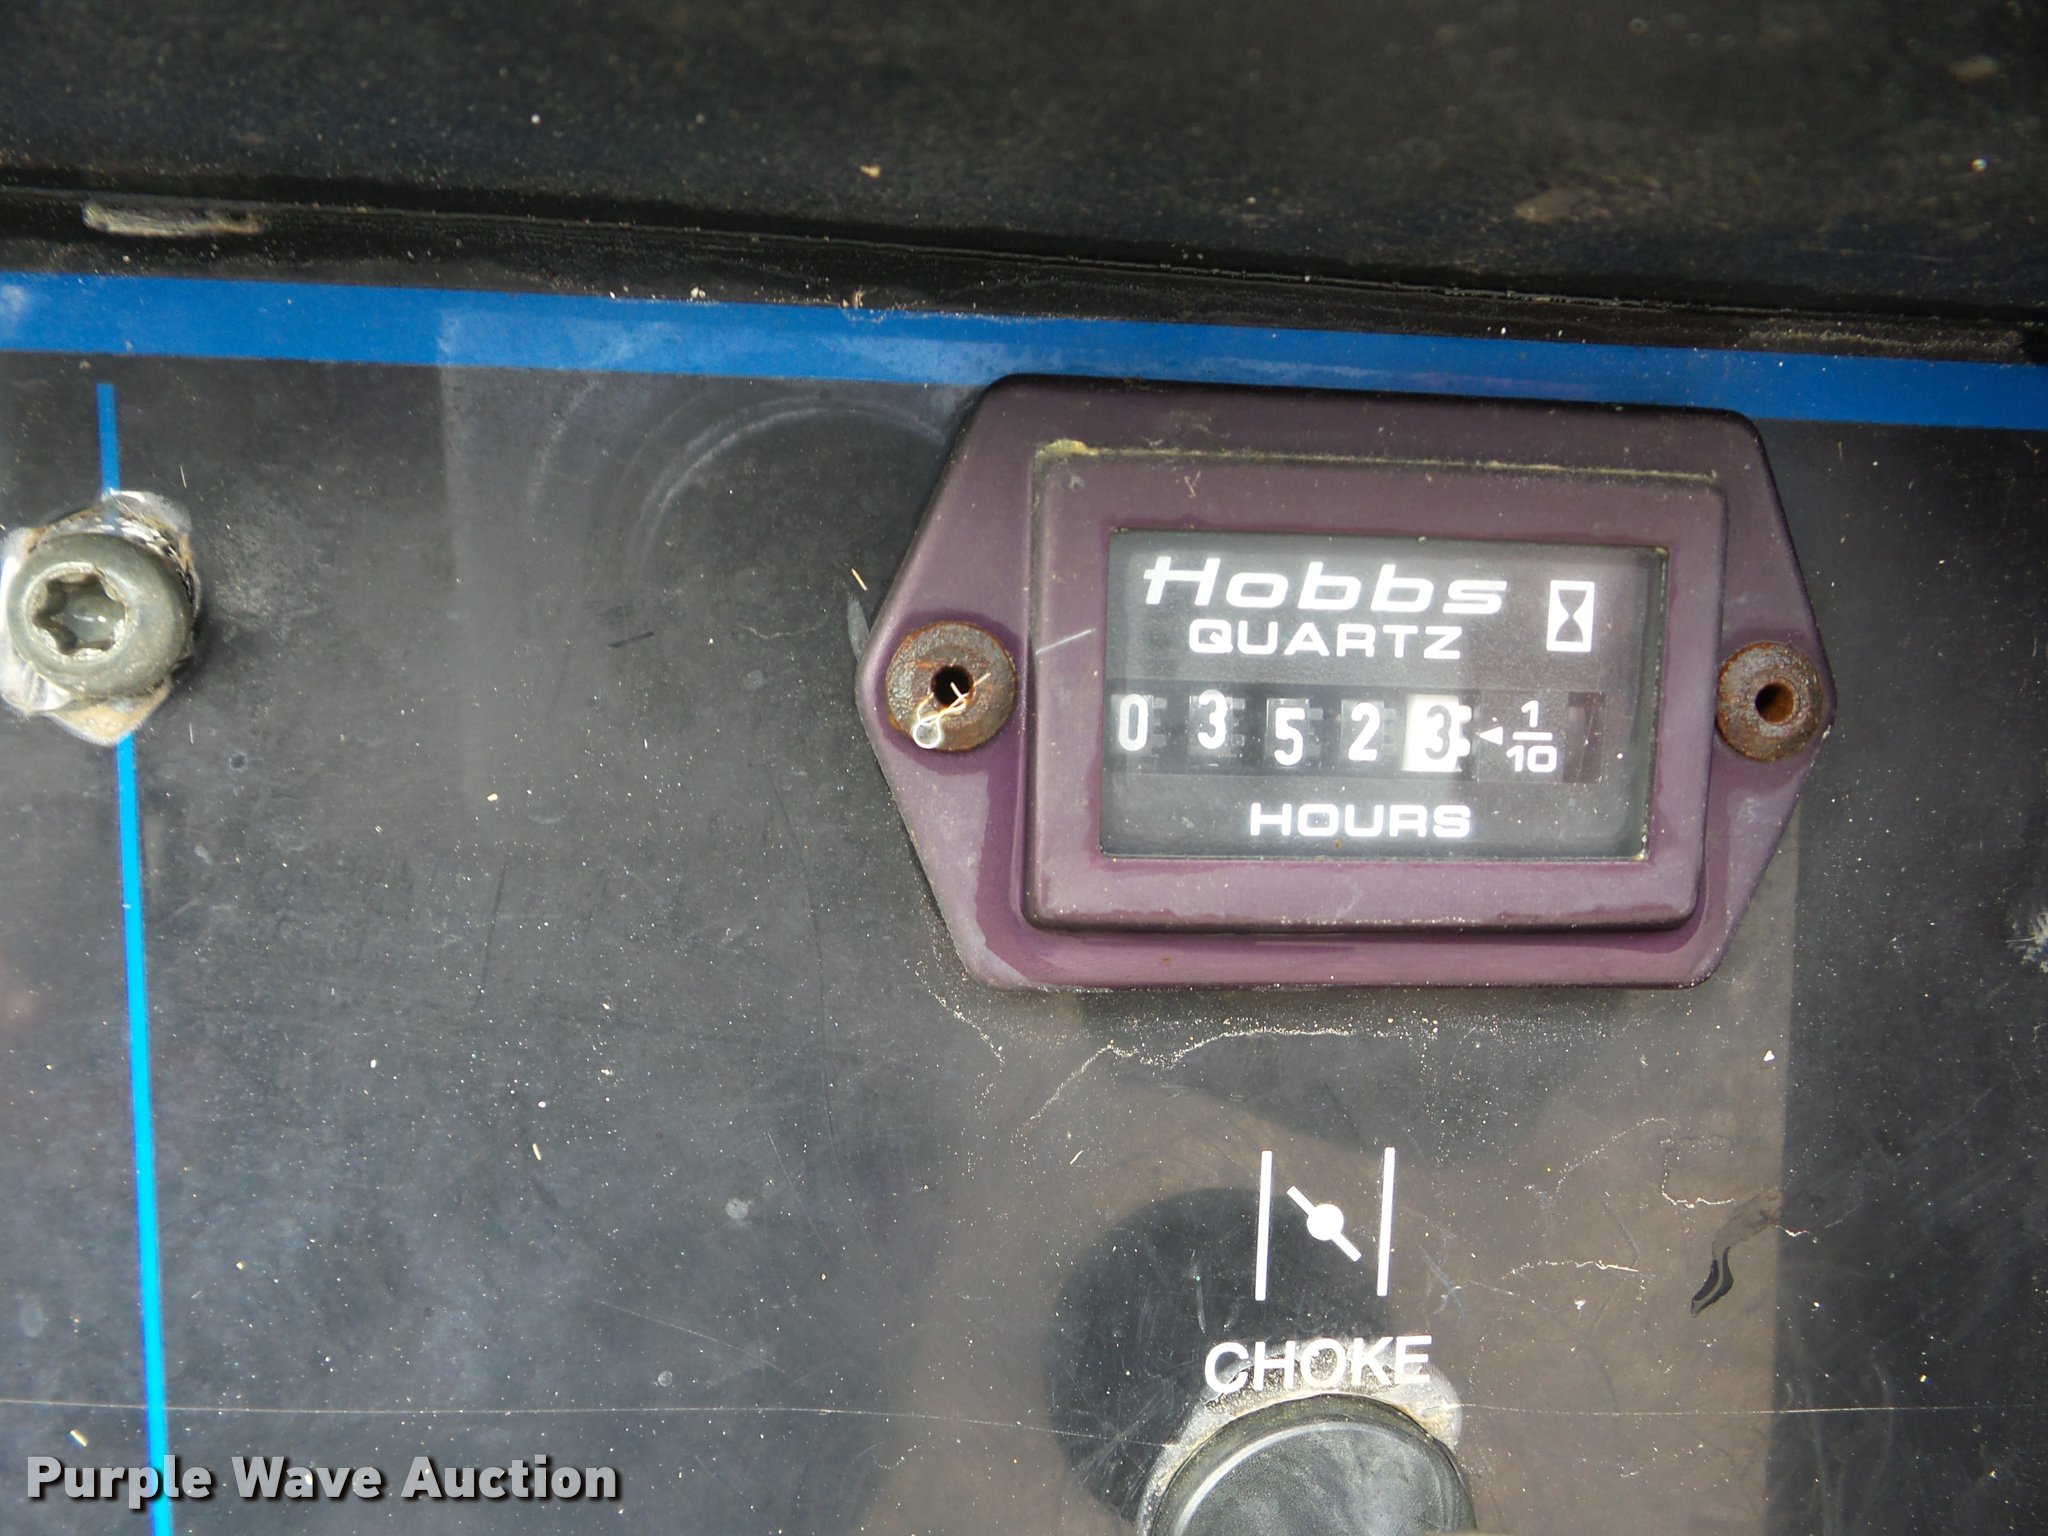 Hobbs
QUARTZ
0 3 5 2 3 1/10
HOURS
CHOKE
Purple Wave Auction